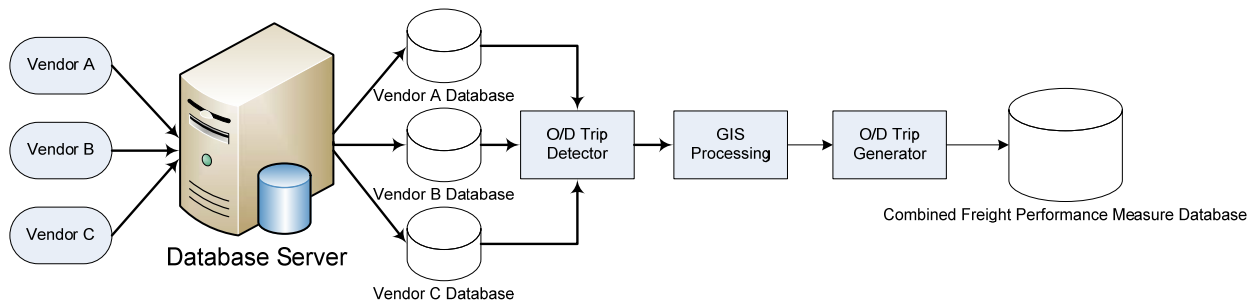 Vendor A
Vendor B
Vendor C
Database Server
Vendor A Database
Vendor B Database
Vendor C Database
O/D Trip
Detector
GIS
Processing
O/D Trip
Generator
Combined Freight Performance Measure Database